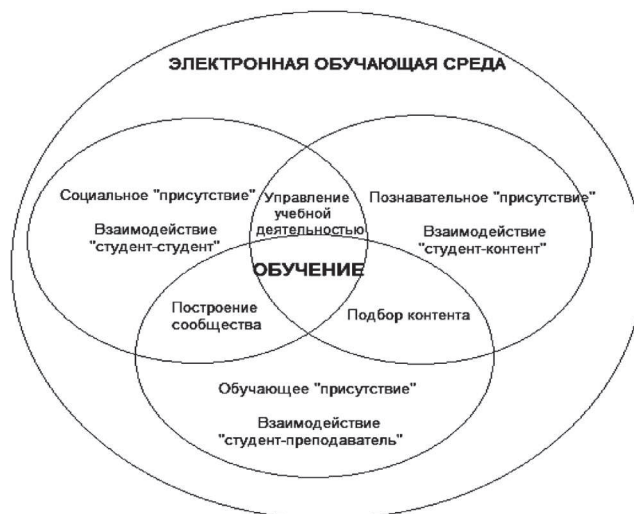 ЭЛЕКТРОННАЯ ОБУЧАЮЩАЯ СРЕДА
Социальное "присутствие"
Взаимодействие
"студент-студент"
Управление
учебной
деятельностью
Познавательное "присутствие"
Взаимодействие
"студент-контент"
ОБУЧЕНИЕ
Построение
сообщества
Подбор контента
Обучающее "присутствие"
Взаимодействие
"студент-преподаватель"